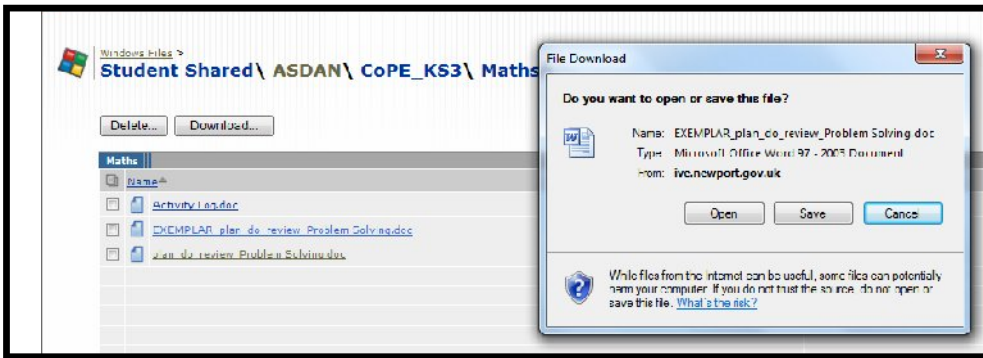 Windows Files >
Student Shared\ ASDAN\ CoPE_KS3\ Maths
Delete... Download...
Maths
Name
Activity Log.doc
EXEMPLAR_plan_do_review_Problem Solving.doc
plan_do_review_Problem Solving.doc
File Download
Do you want to open or save this file?
Name: EXEMPLAR_plan_do_review_Problem Solving.doc
Type: Microsoft Office Word 97 - 2003 Document
From: ive.newport.gov.uk
Open Save Cancel
While files from the Internet can be useful, some files can potentially
harm your computer. If you do not trust the source, do not open or
save this file. What's the risk?